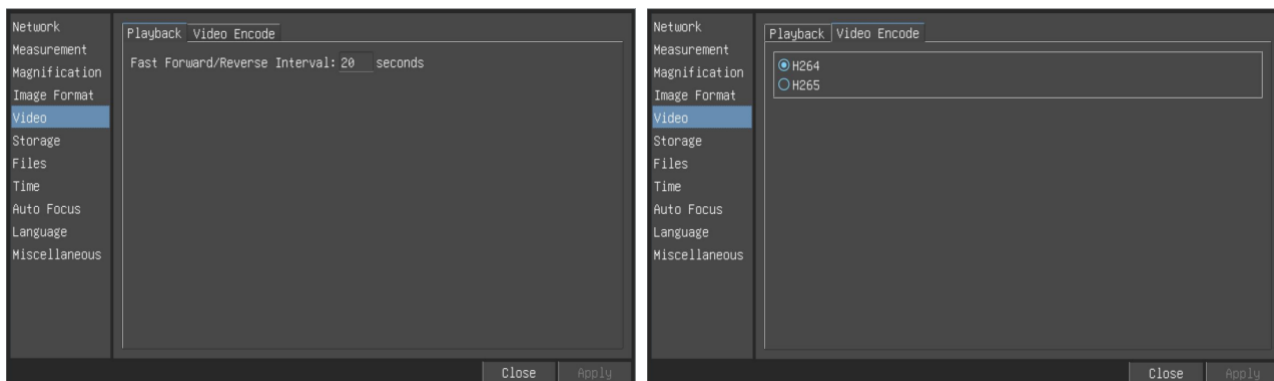 Network
Measurement
Magnification
Image Format
Video
Storage
Files
Time
Auto Focus
Language
Miscellaneous
Playback Video Encode
Fast Forward/Reverse Interval: 20 seconds
Close Apply
Network
Measurement
Magnification
Image Format
Video
Storage
Files
Time
Auto Focus
Language
Miscellaneous
Playback Video Encode
H264
H265
Close Apply